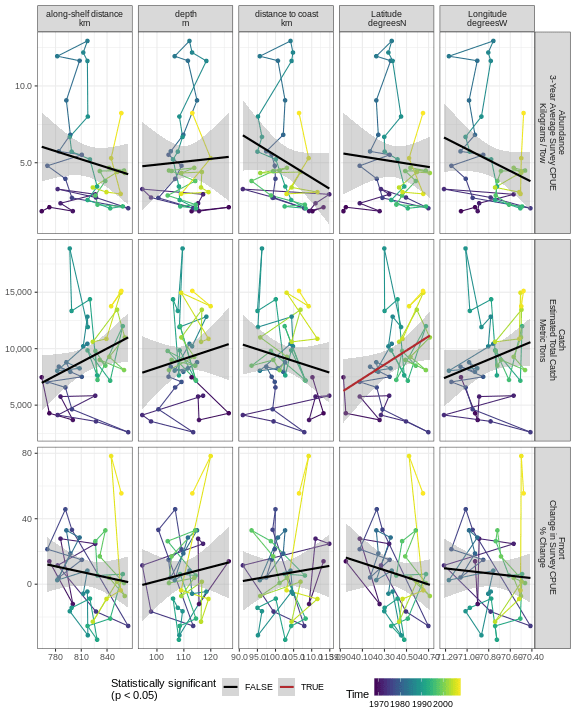 along-shelf distance
km
depth
m
distance to coast
km
Latitude
degreesN
Longitude
degreesW
10.0
5.0
Abundance
3-Year Average Survey CPUE
Kilograms / Tow
15,000
10,000
5,000
Catch
Estimated Total Catch
Metric Tons
80
40
0
Fmort
Change in Survey CPUE
% Change
780 810 840
100 110 120
Statistically significant
(p < 0.05)
FALSE
TRUE
Time
1970 1980 1990 2000